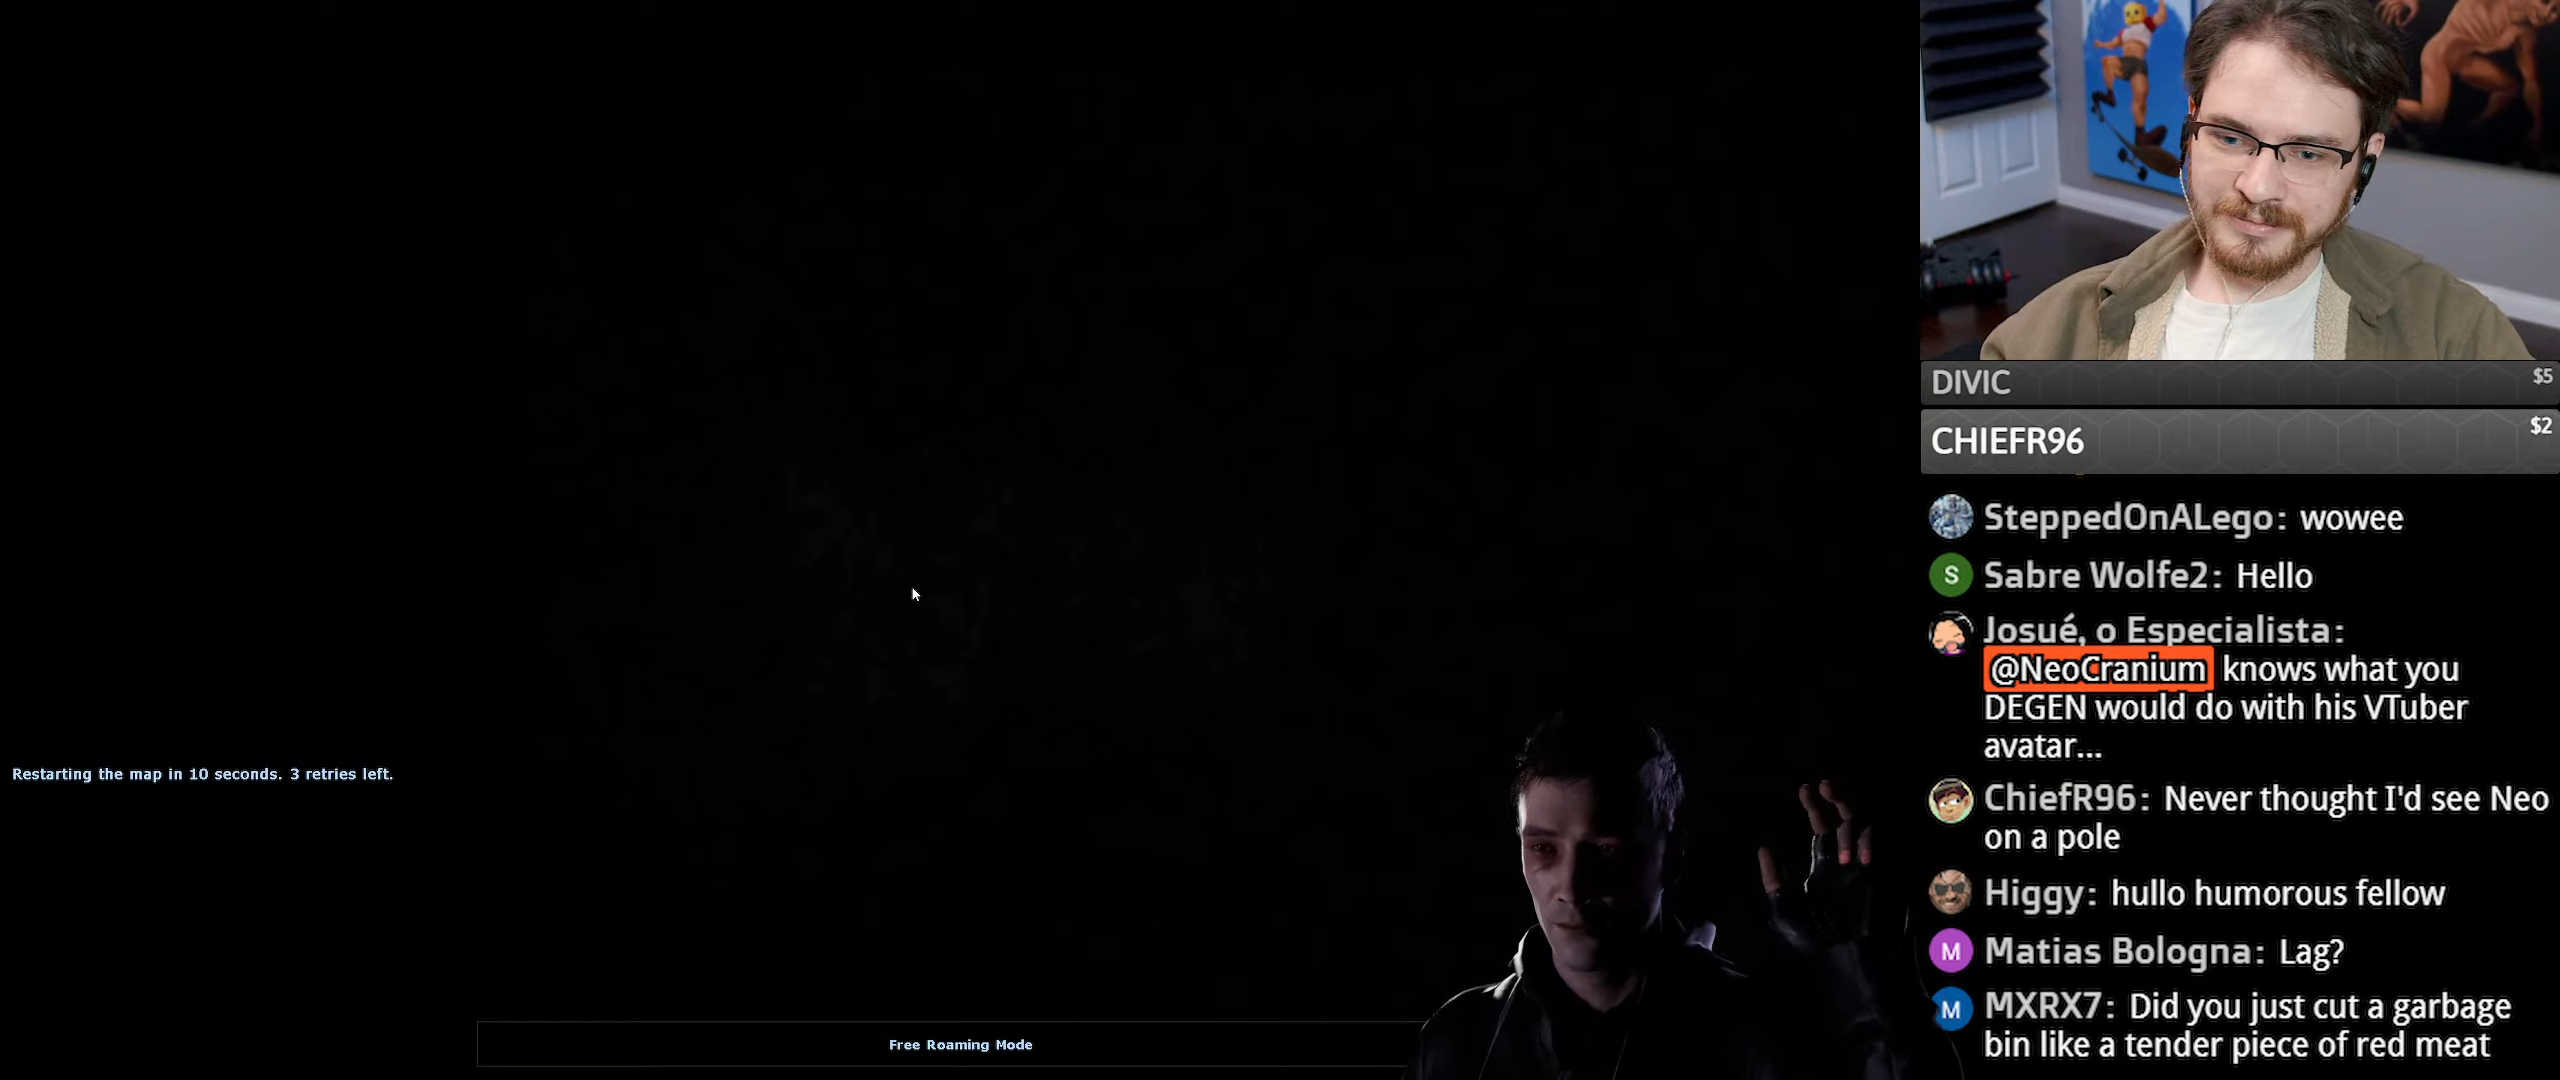 Restarting the map in 10 seconds. 3 retries left.
Free Roaming Mode
DIVIC $5
CHIEFR96 $2
SteppedOnALego: wowee
S Sabre Wolfe2: Hello
Josué, o Especialista:
@NeoCranium knows what you
DEGEN would do with his VTuber
avatar...
ChiefR96: Never thought I'd see Neo
on a pole
Higgy: hullo humorous fellow
M Matias Bologna: Lag?
M MXRX7: Did you just cut a garbage
bin like a tender piece of red meat